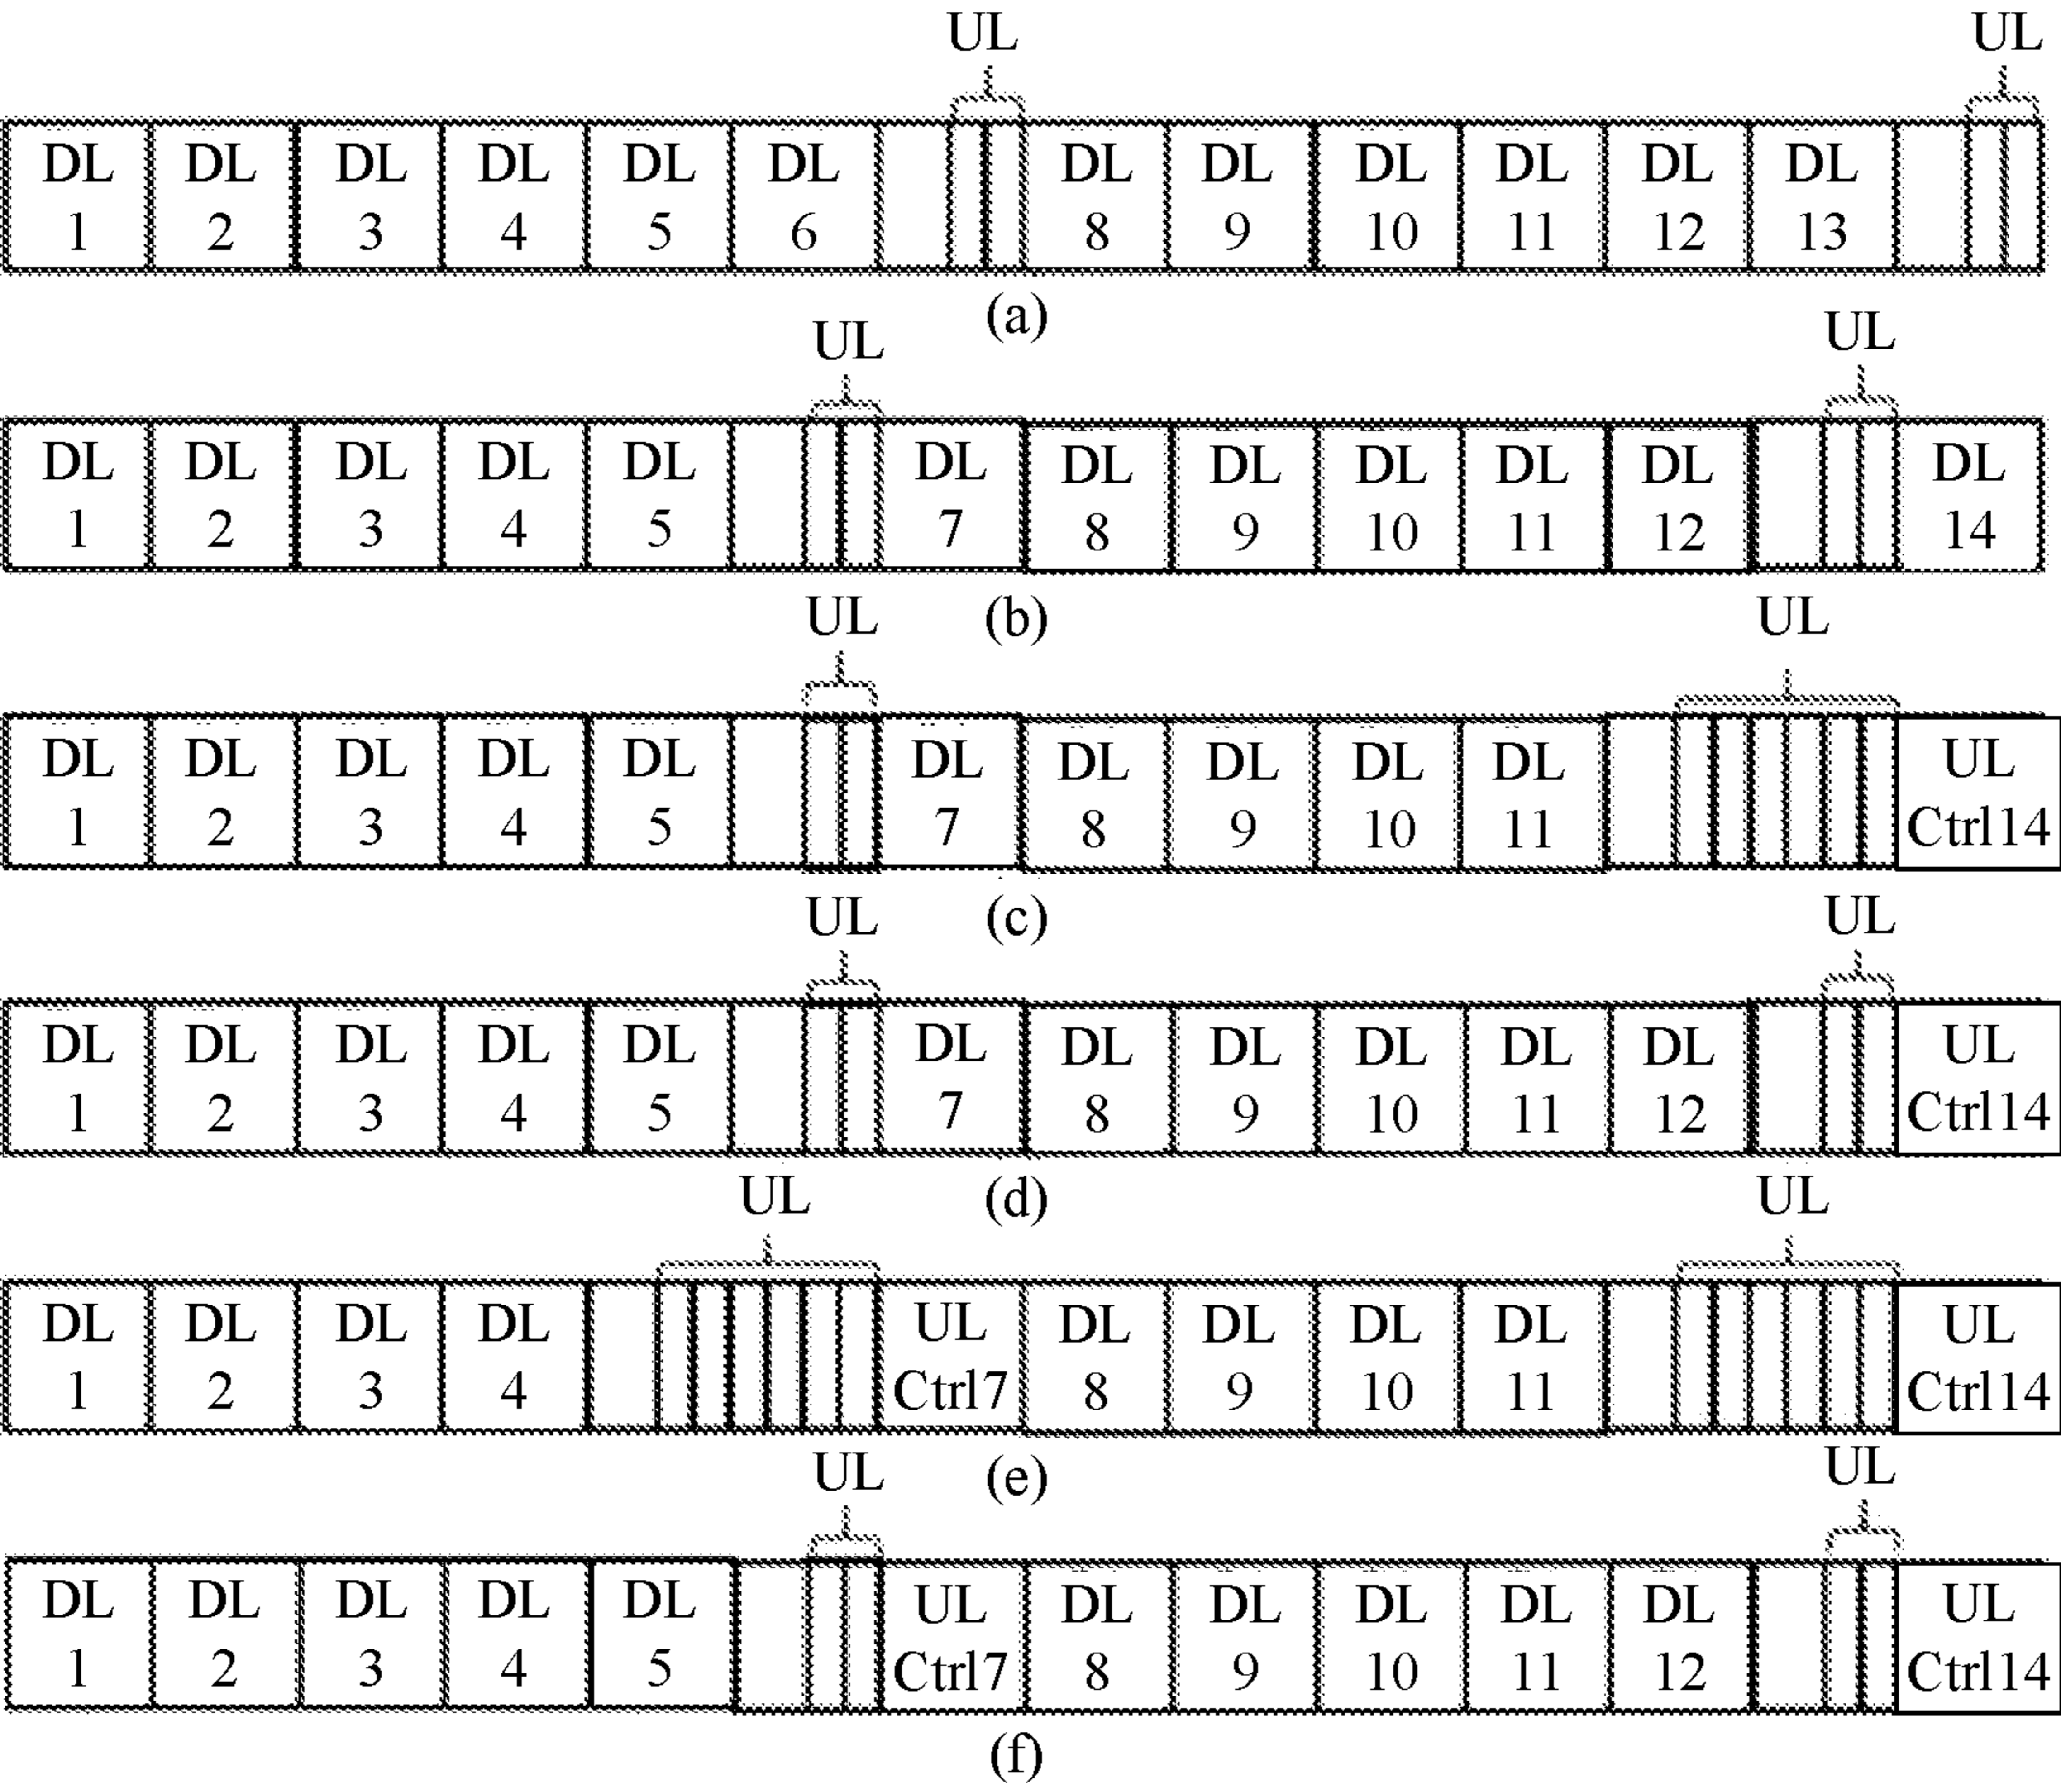 UL UL
DL DL DL DL DL DL DL DL DL DL DL DL
1 2 3 4 5 6 8 9 10 11 12 13
(a)
UL UL
DL DL DL DL DL DL DL DL DL DL DL DL
1 2 3 4 5 7 8 9 10 11 12 14
(b)
UL UL
DL DL DL DL DL DL DL DL DL DL UL
1 2 3 4 5 7 8 9 10 11 Ctrl14
(c)
UL UL
DL DL DL DL DL DL DL DL DL DL DL UL
1 2 3 4 5 7 8 9 10 11 12 Ctrl14
(d)
UL UL
DL DL DL DL UL DL DL DL DL UL
1 2 3 4 Ctrl7 8 9 10 11 Ctrl14
(e)
UL UL
DL DL DL DL DL UL DL DL DL DL DL UL
1 2 3 4 5 Ctrl7 8 9 10 11 12 Ctrl14
(f)